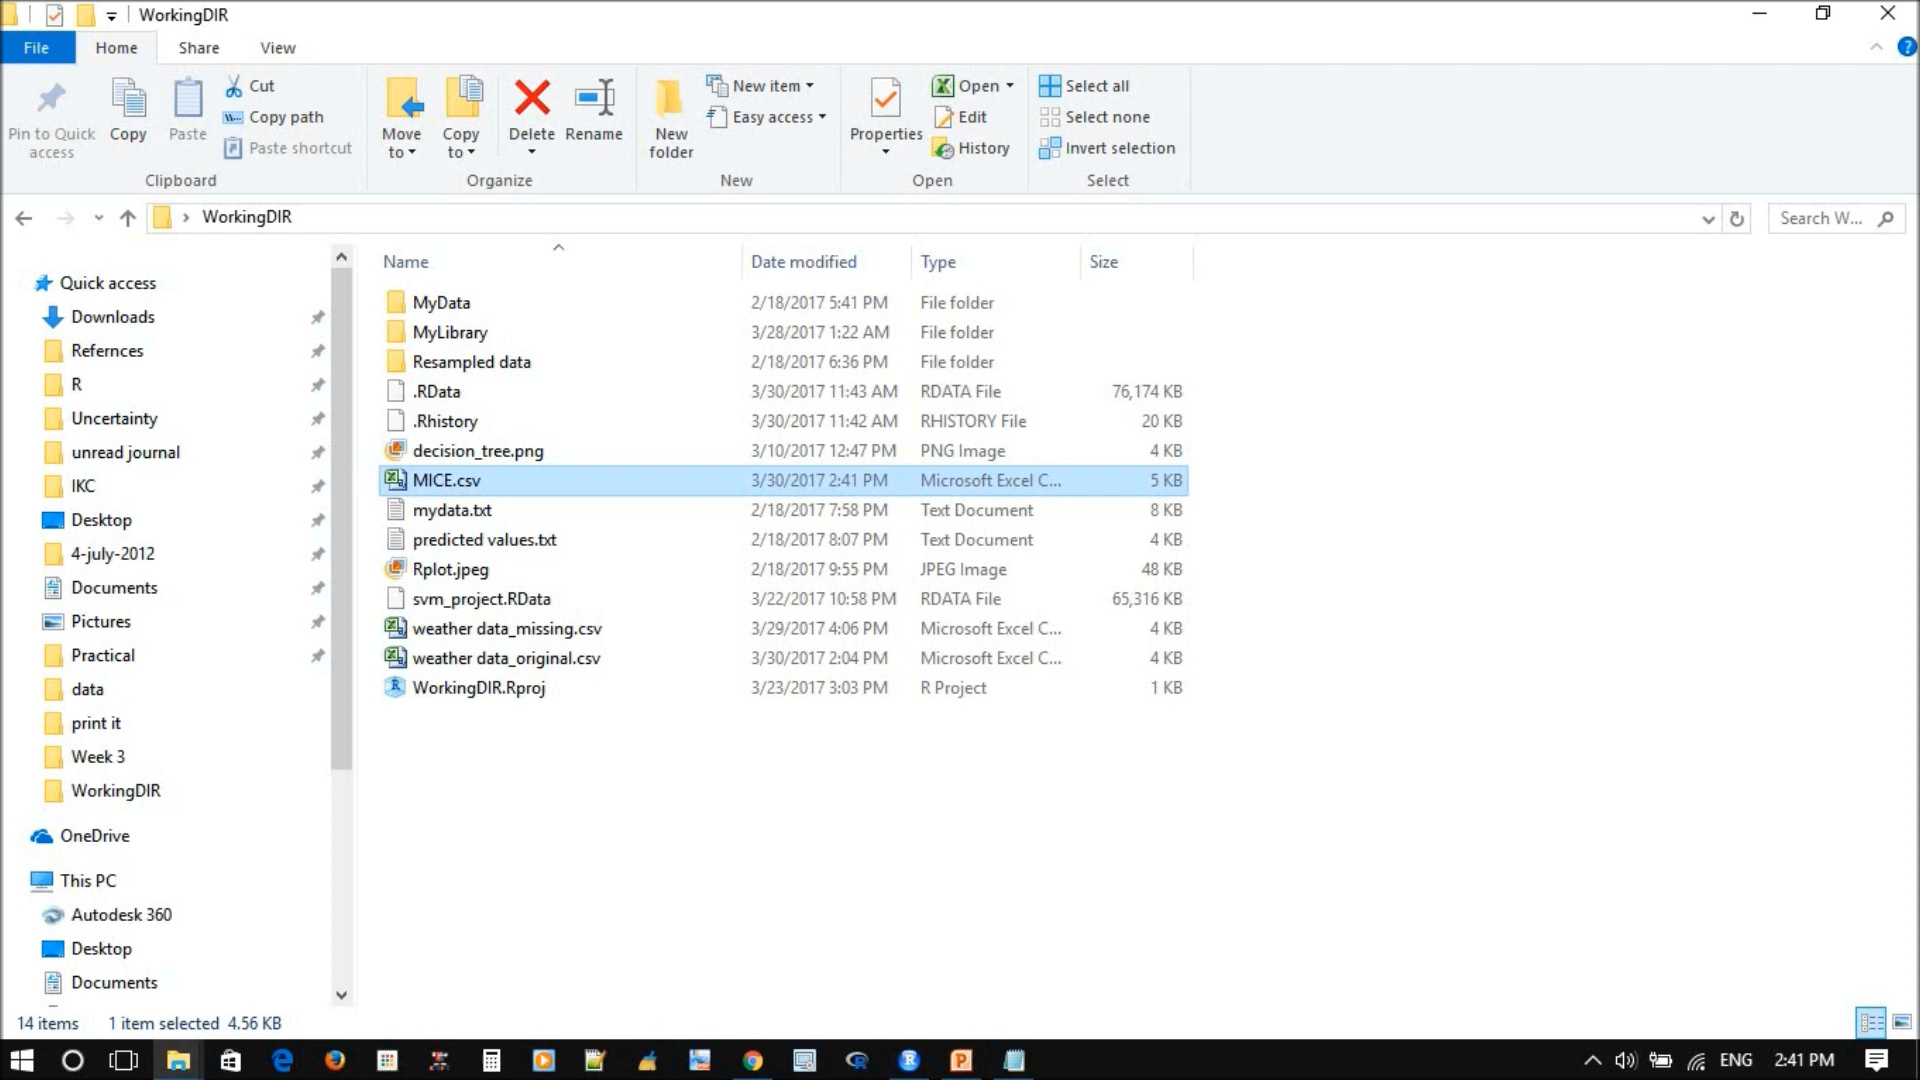 WorkingDIR
File Home Share View
Pin to Quick access
Copy
Paste
Cut
Copy path
Paste shortcut
Clipboard
Move to
Copy to
Delete
Rename
Organize
New folder
New item
Easy access
New
Properties
Open
Edit
History
Open
Select all
Select none
Invert selection
Select
WorkingDIR
Search W...
Quick access
Downloads
Refernces
R
Uncertainty
unread journal
IKC
Desktop
4-july-2012
Documents
Pictures
Practical
data
print it
Week 3
WorkingDIR
OneDrive
This PC
Autodesk 360
Desktop
Documents
Name Date modified Type Size
MyData 2/18/2017 5:41 PM File folder
MyLibrary 3/28/2017 1:22 AM File folder
Resampled data 2/18/2017 6:36 PM File folder
.RData 3/30/2017 11:43 AM RDATA File 76,174 KB
.Rhistory 3/30/2017 11:42 AM RHISTORY File 20 KB
decision_tree.png 3/10/2017 12:47 PM PNG Image 4 KB
MICE.csv 3/30/2017 2:41 PM Microsoft Excel C... 5 KB
mydata.txt 2/18/2017 7:58 PM Text Document 8 KB
predicted values.txt 2/18/2017 8:07 PM Text Document 4 KB
Rplot.jpeg 2/18/2017 9:55 PM JPEG Image 48 KB
svm_project.RData 3/22/2017 10:58 PM RDATA File 65,316 KB
weather data_missing.csv 3/29/2017 4:06 PM Microsoft Excel C... 4 KB
weather data_original.csv 3/30/2017 2:04 PM Microsoft Excel C... 4 KB
WorkingDIR.Rproj 3/23/2017 3:03 PM R Project 1 KB
14 items 1 item selected 4.56 KB
ENG 2:41 PM